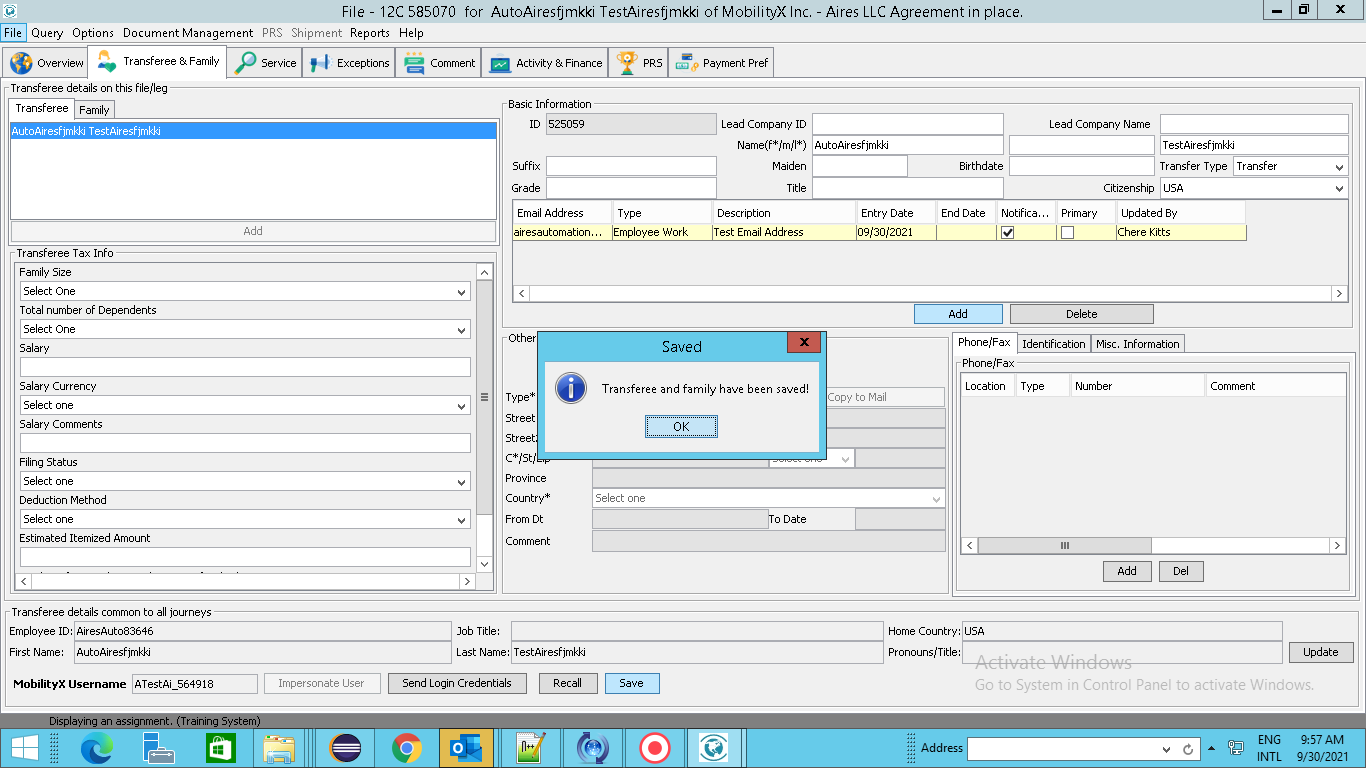 File - 12C 585070 for AutoAiresfjmkki TestAiresfjmkki of MobilityX Inc. - Aires LLC Agreement in place.
File Query Options Document Management PRS Shipment Reports Help
Overview Transferee & Family Service Exceptions Comment Activity & Finance PRS Payment Pref
Transferee details on this file/leg
Transferee Family
AutoAiresfjmkki TestAiresfjmkki
Add
Basic Information
ID 525059 Lead Company ID Lead Company Name
Name(f*/m/l*) AutoAiresfjmkki TestAiresfjmkki
Suffix Maiden Birthdate Transfer Type Transfer
Grade Title Citizenship USA
Email Address Type Description Entry Date End Date Notifica... Primary Updated By
airesautomation... Employee Work Test Email Address 09/30/2021 Chere Kitts
Add Delete
Transferee Tax Info
Family Size
Select One
Total number of Dependents
Select One
Salary
Salary Currency
Select one
Salary Comments
Filing Status
Select one
Deduction Method
Select one
Estimated Itemized Amount
Other
Type* Copy to Mail
Street
C*/St/Zip Select one
Province
Country* Select one
From Dt To Date
Comment
Saved
Transferee and family have been saved!
OK
Phone/Fax Identification Misc. Information
Phone/Fax
Location Type Number Comment
Add Del
Transferee details common to all journeys
Employee ID: AiresAuto83646 Job Title: Home Country: USA
First Name: AutoAiresfjmkki Last Name: TestAiresfjmkki Pronouns/Title: Update
MobilityX Username ATestAi_564918 Impersonate User Send Login Credentials Recall Save
Activate Windows
Go to System in Control Panel to activate Windows.
Displaying an assignment. (Training System)
Address ENG 9:57 AM
INTL 9/30/2021